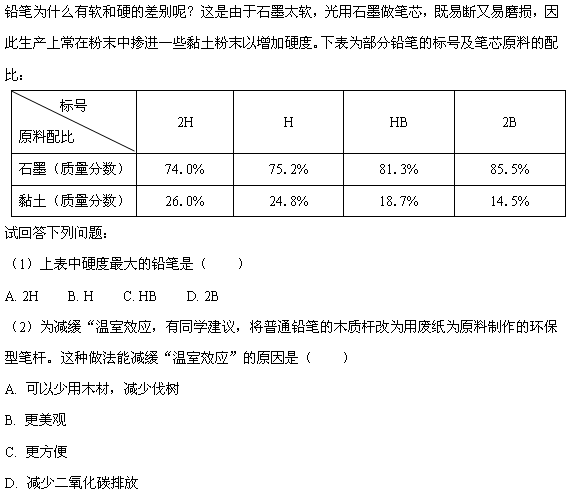 铅笔为什么有软和硬的差别呢？这是由于石墨太软，光用石墨做笔芯，既易断又易磨损，因
此生产上常在粉末中掺进一些黏土粉末以增加硬度。下表为部分铅笔的标号及笔芯原料的配
比：
标号
原料配比 2H H HB 2B
石墨（质量分数） 74.0% 75.2% 81.3% 85.5%
黏土（质量分数） 26.0% 24.8% 18.7% 14.5%
试回答下列问题：
（1）上表中硬度最大的铅笔是（ ）
A. 2H B. H C. HB D. 2B
（2）为减缓“温室效应，有同学建议，将普通铅笔的木质杆改为用废纸为原料制作的环保
型笔杆。这种做法能减缓“温室效应”的原因是（ ）
A. 可以少用木材，减少伐树
B. 更美观
C. 更方便
D. 减少二氧化碳排放